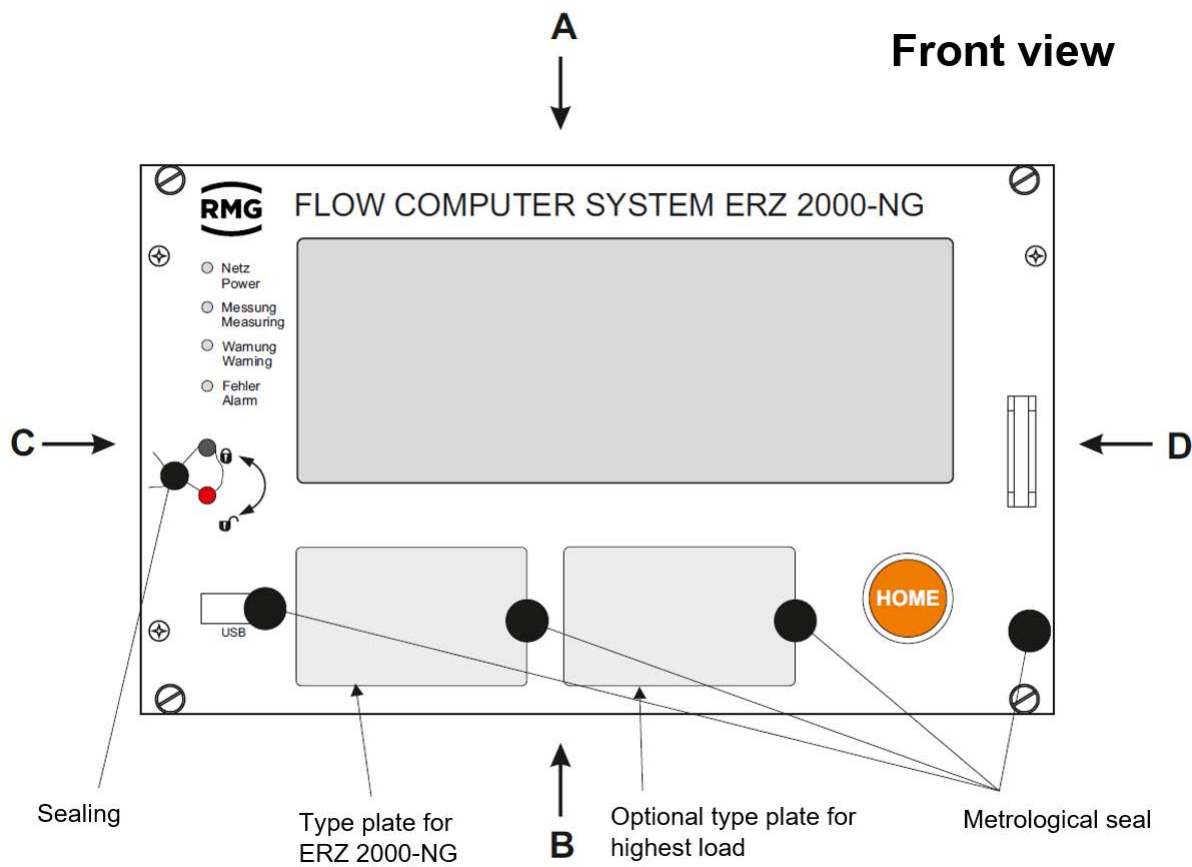 A
Front view
RMG
FLOW COMPUTER SYSTEM ERZ 2000-NG
Netz
Power
Messung
Measuring
Warnung
Warning
Fehler
Alarm
C
D
HOME
USB
Sealing
Type plate for
ERZ 2000-NG
B
Optional type plate for
highest load
Metrological seal